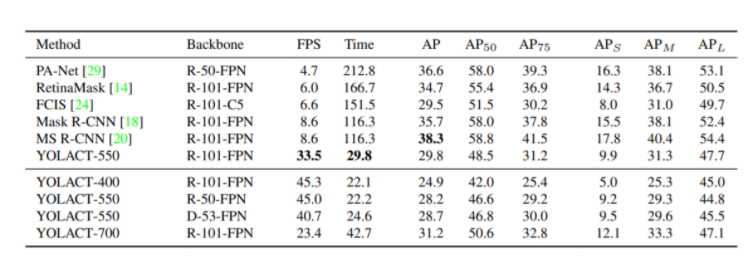 Method Backbone FPS Time AP AP50 AP75 APS APM APL
PA-Net [29] R-50-FPN 4.7 212.8 36.6 58.0 39.3 16.3 38.1 53.1
RetinaMask [14] R-101-FPN 6.0 166.7 34.7 55.4 36.9 14.3 36.7 50.5
FCIS [24] R-101-C5 6.6 151.5 29.5 51.5 30.2 8.0 31.0 49.7
Mask R-CNN [18] R-101-FPN 8.6 116.3 35.7 58.0 37.8 15.5 38.1 52.4
MS R-CNN [20] R-101-FPN 8.6 116.3 38.3 58.8 41.5 17.8 40.4 54.4
YOLACT-550 R-101-FPN 33.5 29.8 29.8 48.5 31.2 9.9 31.3 47.7
YOLACT-400 R-101-FPN 45.3 22.1 24.9 42.0 25.4 5.0 25.3 45.0
YOLACT-550 R-50-FPN 45.0 22.2 28.2 46.6 29.2 9.2 29.3 44.8
YOLACT-550 D-53-FPN 40.7 24.6 28.7 46.8 30.0 9.5 29.6 45.5
YOLACT-700 R-101-FPN 23.4 42.7 31.2 50.6 32.8 12.1 33.3 47.1